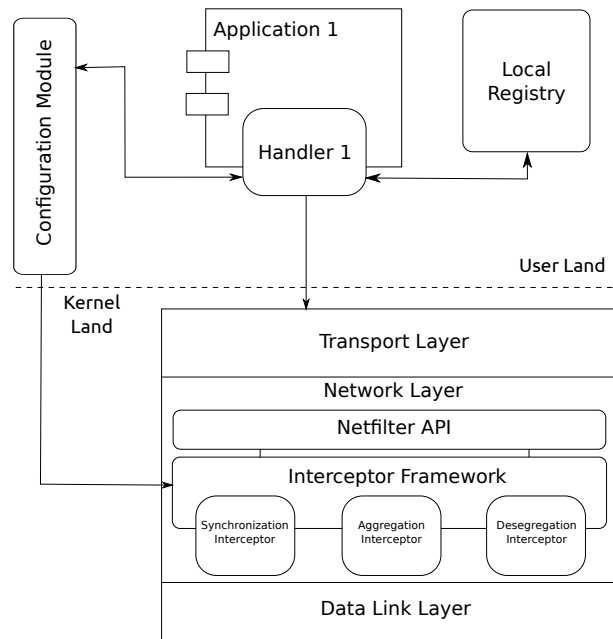 Application 1
Local
Registry
Configuration Module
Handler 1
User Land
Kernel
Land
Transport Layer
Network Layer
Netfilter API
Interceptor Framework
Synchronization
Interceptor
Aggregation
Interceptor
Desegregation
Interceptor
Data Link Layer